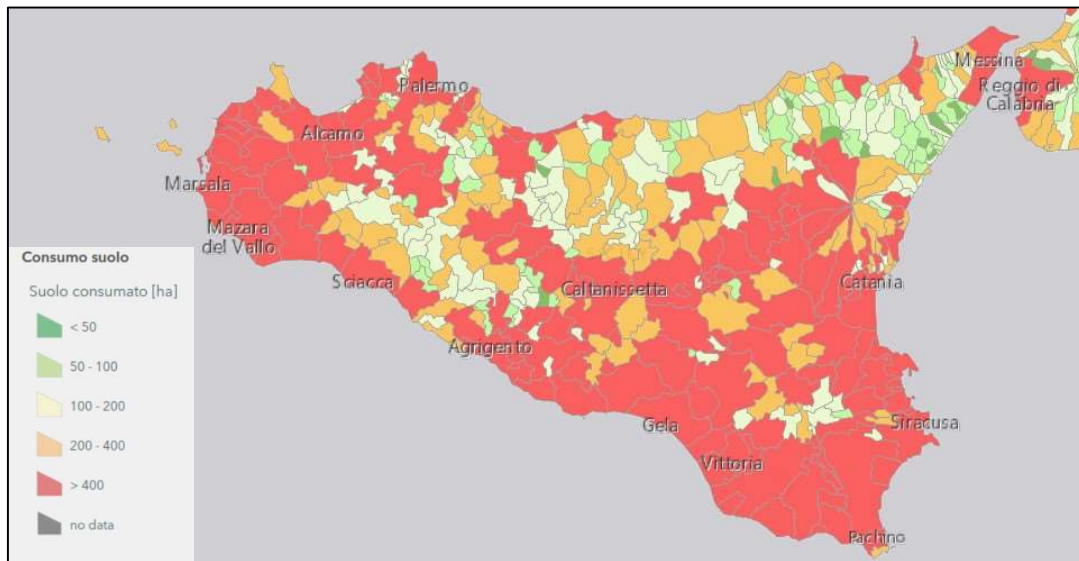 Messina
Reggio di
Calabria
Palermo
Alcamo
Marsala
Mazara
del Vallo
Sciacca
Caltanissetta
Catania
Agrigento
Gela
Siracusa
Vittoria
Pachino
Consumo suolo
Suolo consumato [ha]
< 50
50 - 100
100 - 200
200 - 400
> 400
no data